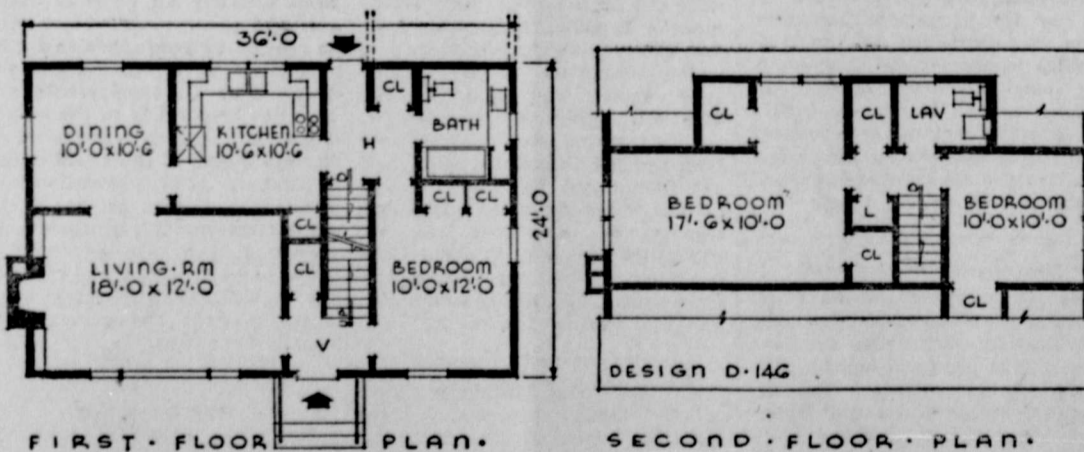 36'-0
CL
DINING
10'-0 x 10'-6
KITCHEN
10'-6 x 10'-6
H
BATH
D
CL CL
CL
24'-0
LIVING·RM
18'-0 x 12'-0
CL
BEDROOM
10'-0 x 12'-0
V
FIRST·FLOOR PLAN.
CL
CL
LAV
D
BEDROOM
17'-6 x 10'-0
L
BEDROOM
10'-0 x 10'-0
CL
CL
DESIGN D-146
SECOND·FLOOR·PLAN.